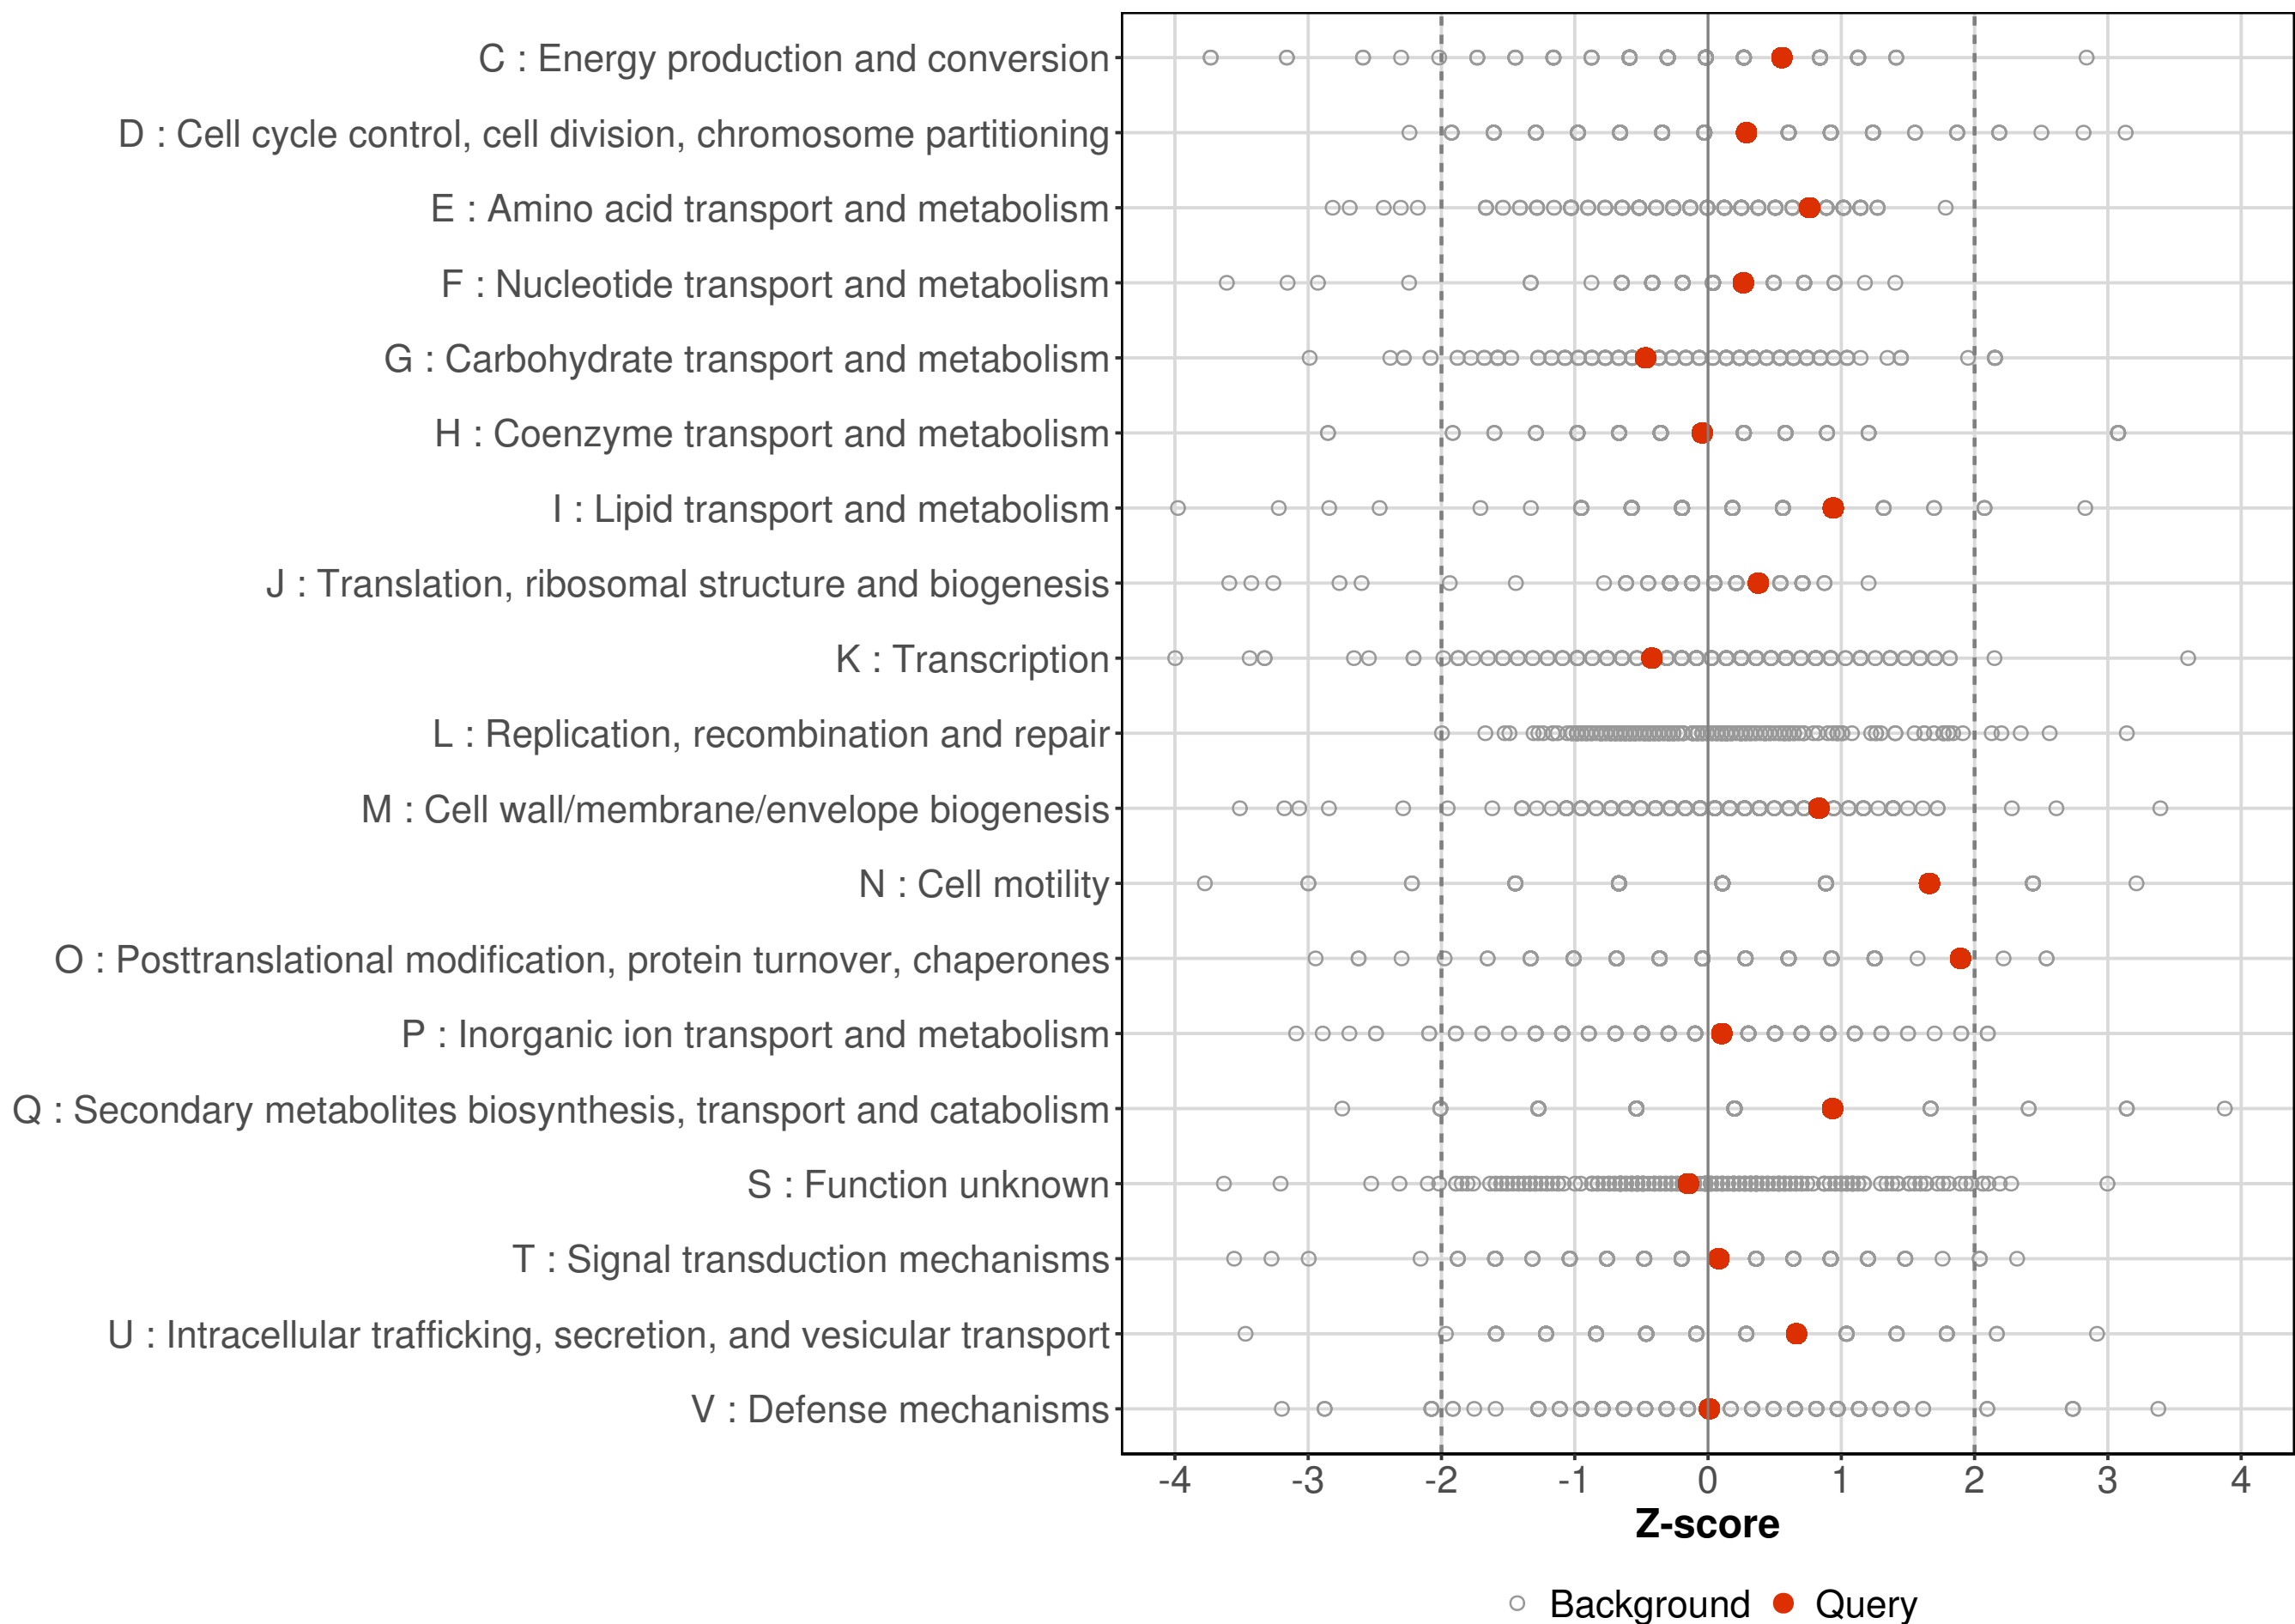 C : Energy production and conversion
D : Cell cycle control, cell division, chromosome partitioning
E : Amino acid transport and metabolism
F : Nucleotide transport and metabolism
G : Carbohydrate transport and metabolism
H : Coenzyme transport and metabolism
I : Lipid transport and metabolism
J : Translation, ribosomal structure and biogenesis
K : Transcription
L : Replication, recombination and repair
M : Cell wall/membrane/envelope biogenesis
N : Cell motility
O : Posttranslational modification, protein turnover, chaperones
P : Inorganic ion transport and metabolism
Q : Secondary metabolites biosynthesis, transport and catabolism
S : Function unknown
T : Signal transduction mechanisms
U : Intracellular trafficking, secretion, and vesicular transport
V : Defense mechanisms
-4 -3 -2 -1 0 1 2 3 4
Z-score
Background Query